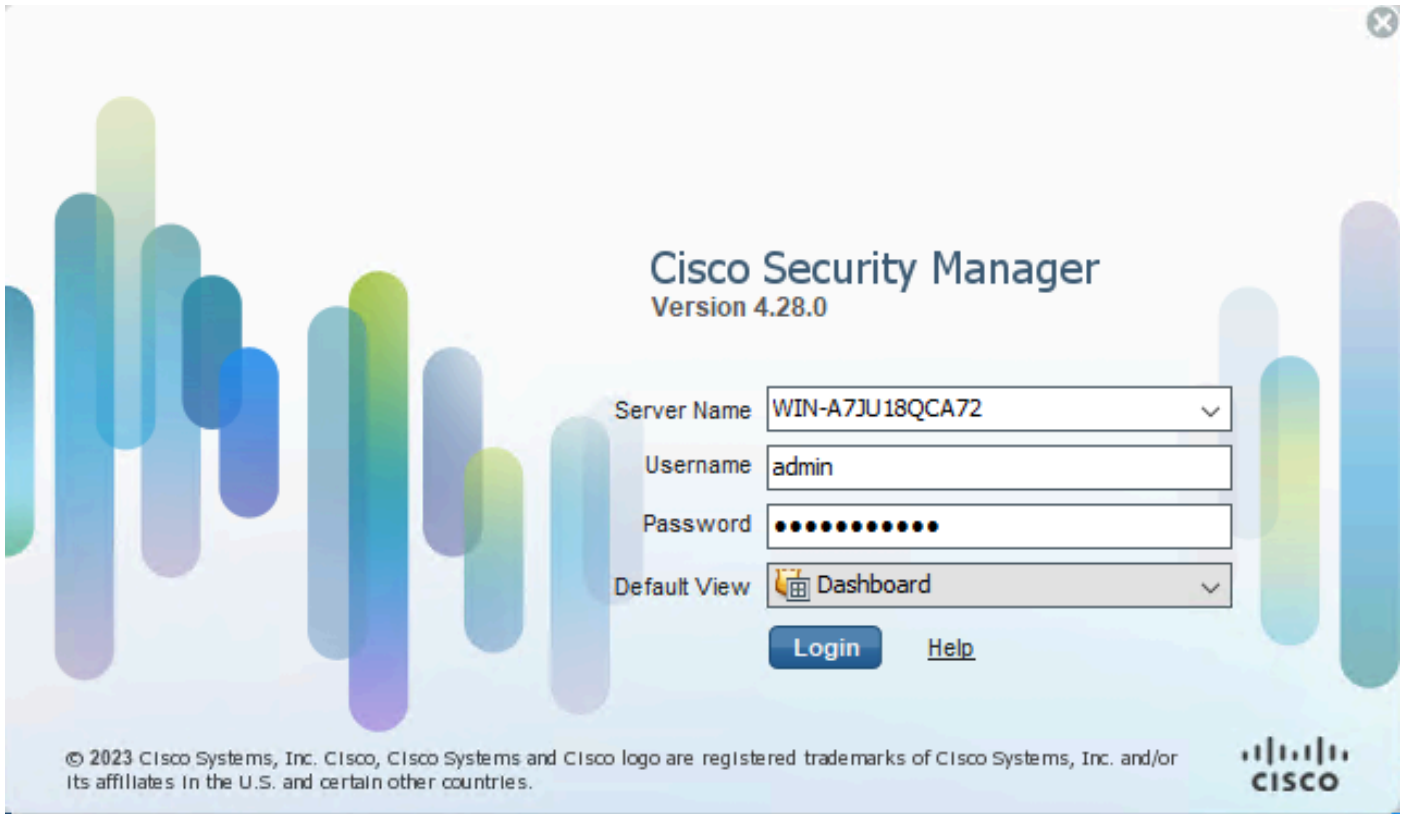 Cisco Security Manager
Version 4.28.0
Server Name WIN-A7JU18QCA72
Username admin
Password •••••••••••
Default View Dashboard
Login Help
© 2023 Cisco Systems, Inc. Cisco, Cisco Systems and Cisco logo are registered trademarks of Cisco Systems, Inc. and/or
its affiliates in the U.S. and certain other countries.
CISCO